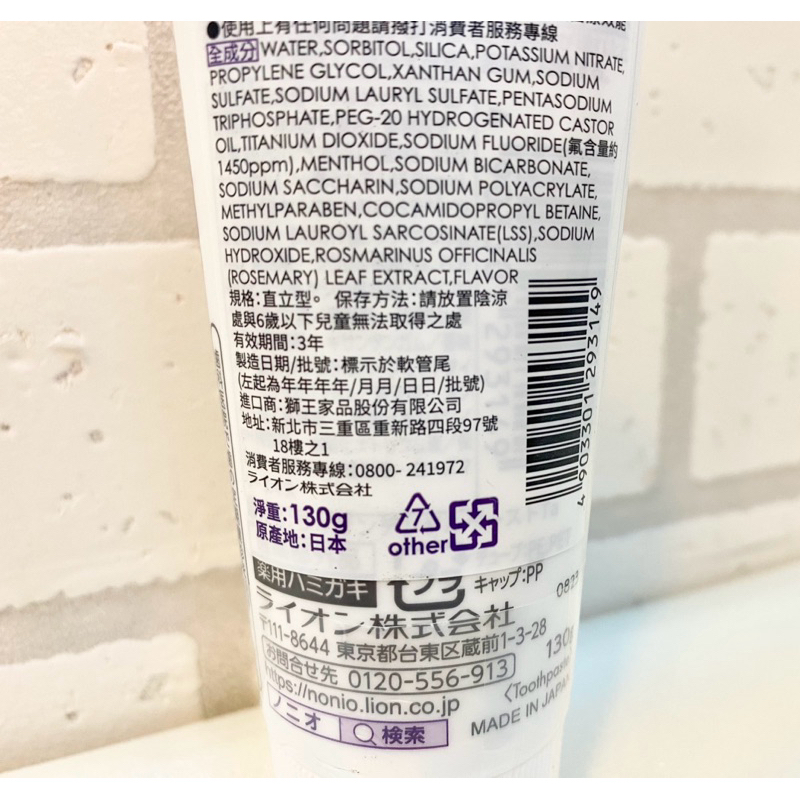 ●使用上有任何問題請撥打消費者服務專線
全成分 WATER,SORBITOL,SILICA,POTASSIUM NITRATE,
PROPYLENE GLYCOL,XANTHAN GUM,SODIUM
SULFATE,SODIUM LAURYL SULFATE,PENTASODIUM
TRIPHOSPHATE,PEG-20 HYDROGENATED CASTOR
OIL,TITANIUM DIOXIDE,SODIUM FLUORIDE(氟含量約
1450ppm),MENTHOL,SODIUM BICARBONATE,
SODIUM SACCHARIN,SODIUM POLYACRYLATE,
METHYLPARABEN,COCAMIDOPROPYL BETAINE,
SODIUM LAUROYL SARCOSINATE(LSS),SODIUM
HYDROXIDE,ROSMARINUS OFFICINALIS
(ROSEMARY) LEAF EXTRACT,FLAVOR
規格:直立型。 保存方法:請放置陰涼
處與6歲以下兒童無法取得之處
有效期間:3年
製造日期/批號:標示於軟管尾
(左起為年年年年/月月/日日/批號)
進口商:獅王家品股份有限公司
地址:新北市三重區重新路四段97號
18樓之1
消費者服務專線:0800- 241972
ライオン株式会社
淨重:130g
原產地:日本
7
other
4 903301 293149
薬用ハミガキ
キャップ:PP
ライオン株式会社
〒111-8644 東京都台東区蔵前1-3-28
お問合せ先 0120-556-913
https://nonio.lion.co.jp
ノニオ 検索
130g
〈Toothpaste
MADE IN JAPAN